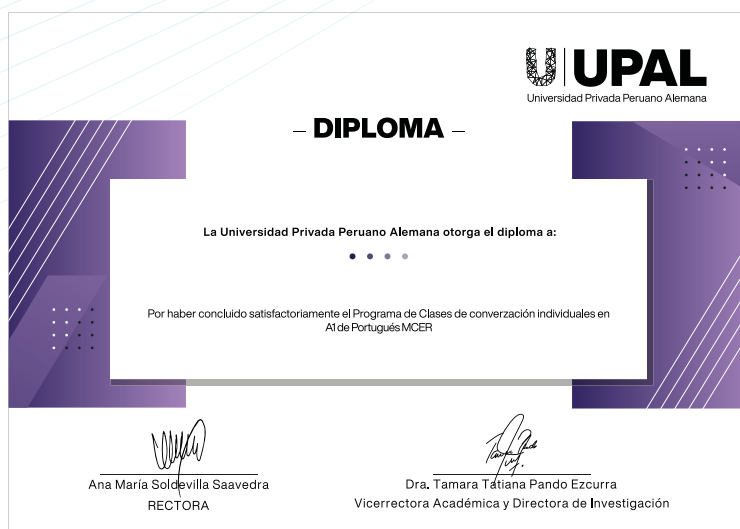 UPAL
Universidad Privada Peruano Alemana
– DIPLOMA –
La Universidad Privada Peruano Alemana otorga el diploma a:
Por haber concluido satisfactoriamente el Programa de Clases de converzación individuales en
A1 de Portugués MCER
Ana María Soldevilla Saavedra
RECTORA
Dra. Tamara Tatiana Pando Ezcurra
Vicerrectora Académica y Directora de Investigación